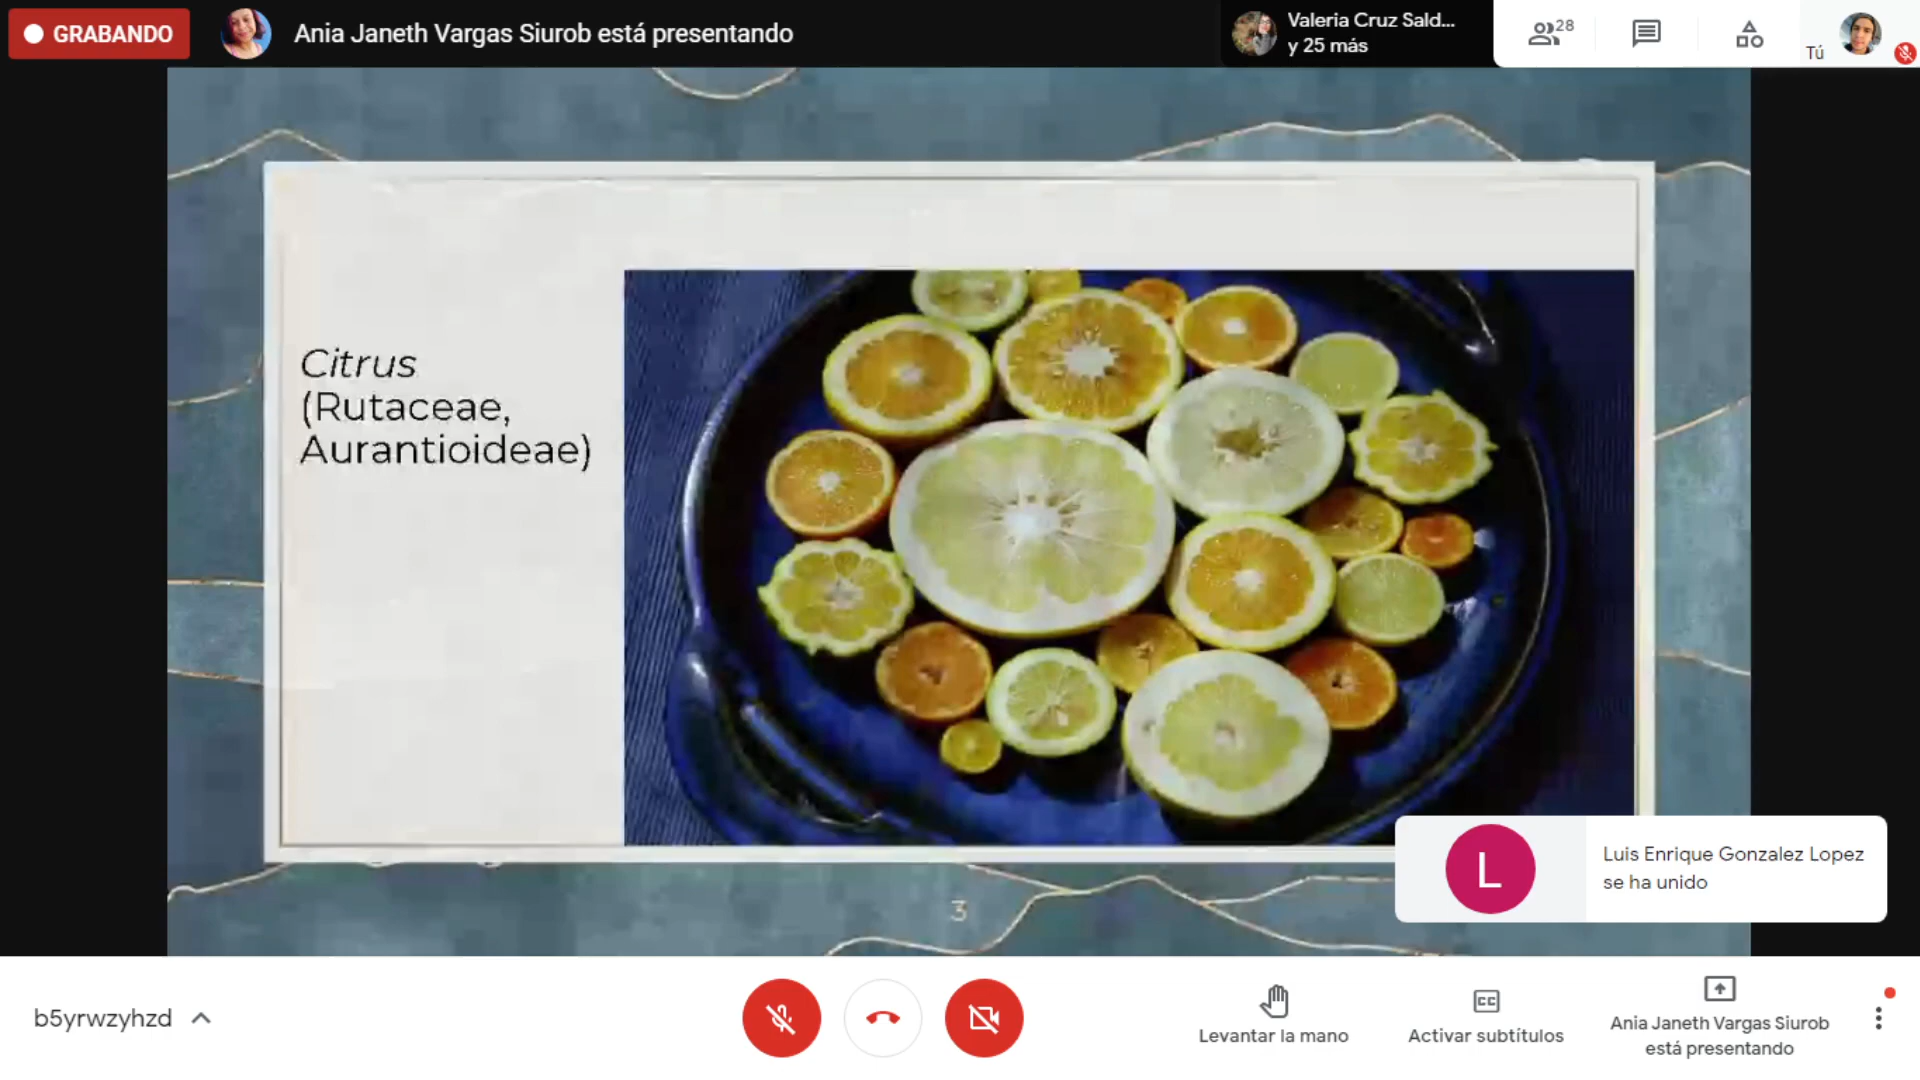 GRABANDO
Ania Janeth Vargas Siurob está presentando
Valeria Cruz Sald...
y 25 más
28
Tú
Citrus
(Rutaceae,
Aurantioideae)
L
Luis Enrique Gonzalez Lopez
se ha unido
3
b5yrwzyhzd
Levantar la mano
CC
Activar subtítulos
Ania Janeth Vargas Siurob
está presentando